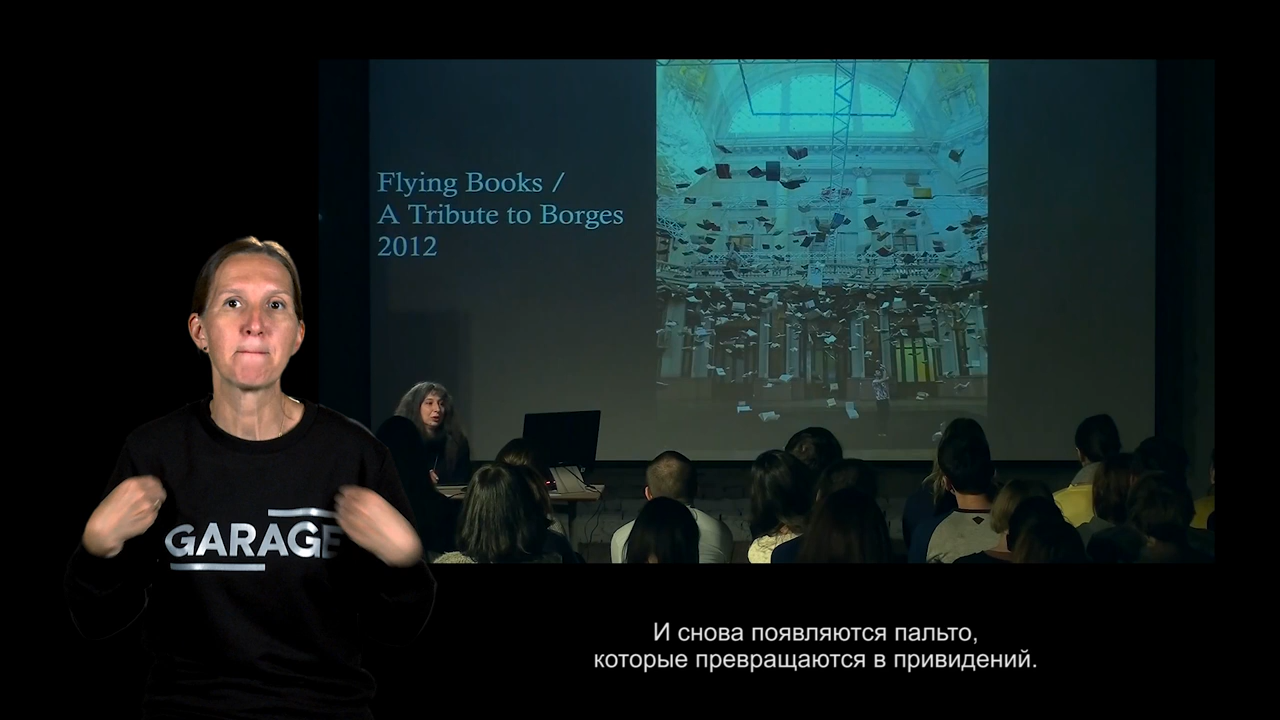 Flying Books /
A Tribute to Borges
2012
GARAGE
И снова появляются пальто,
которые превращаются в привидений.